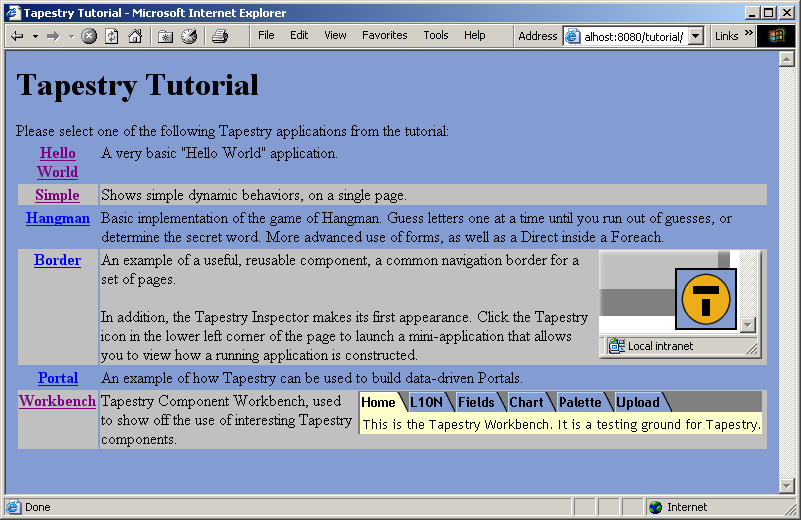 Tapestry Tutorial - Microsoft Internet Explorer
File Edit View Favorites Tools Help Address alhost:8080/tutorial/ Links »
Tapestry Tutorial
Please select one of the following Tapestry applications from the tutorial:
Hello World
A very basic "Hello World" application.
Simple
Shows simple dynamic behaviors, on a single page.
Hangman
Basic implementation of the game of Hangman. Guess letters one at a time until you run out of guesses, or
determine the secret word. More advanced use of forms, as well as a Direct inside a Foreach.
Border
An example of a useful, reusable component, a common navigation border for a
set of pages.
In addition, the Tapestry Inspector makes its first appearance. Click the Tapestry
icon in the lower left corner of the page to launch a mini-application that allows
you to view how a running application is constructed.
T
Local intranet
Portal
An example of how Tapestry can be used to build data-driven Portals.
Workbench
Tapestry Component Workbench, used
to show off the use of interesting Tapestry
components.
Home L10N Fields Chart Palette Upload
This is the Tapestry Workbench. It is a testing ground for Tapestry.
Done Internet